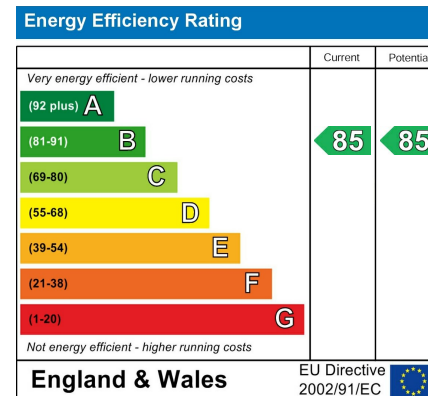 Energy Efficiency Rating
Current Potential
Very energy efficient - lower running costs
(92 plus) A
(81-91) B 85 85
(69-80) C
(55-68) D
(39-54) E
(21-38) F
(1-20) G
Not energy efficient - higher running costs
England & Wales
EU Directive
2002/91/EC